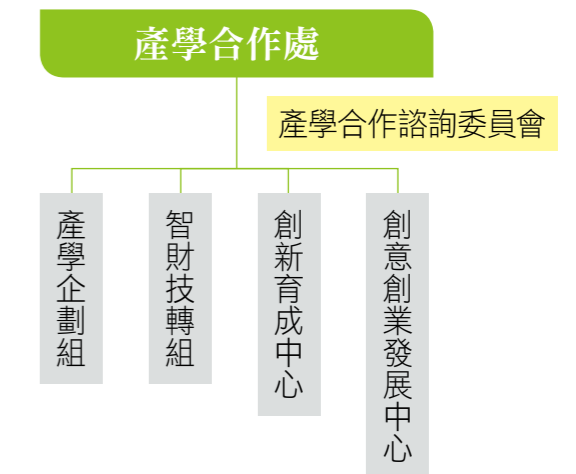 產學合作處
產學合作諮詢委員會
產學企劃組
智財技轉組
創新育成中心
創意創業發展中心